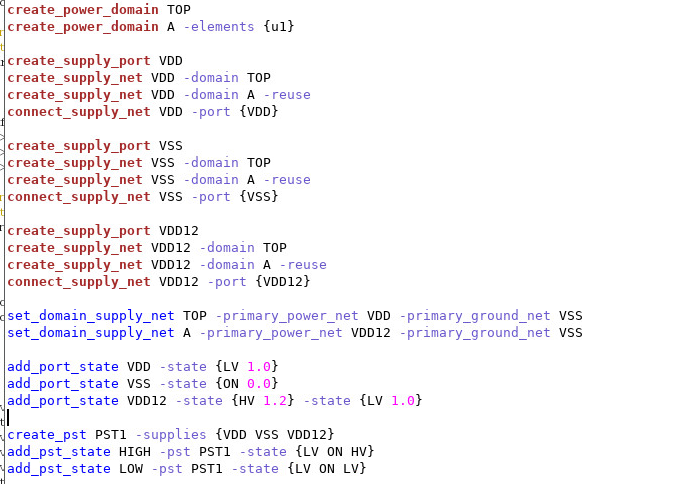 create_power_domain TOP
create_power_domain A -elements {u1}
create_supply_port VDD
create_supply_net VDD -domain TOP
create_supply_net VDD -domain A -reuse
connect_supply_net VDD -port {VDD}
create_supply_port VSS
create_supply_net VSS -domain TOP
create_supply_net VSS -domain A -reuse
connect_supply_net VSS -port {VSS}
create_supply_port VDD12
create_supply_net VDD12 -domain TOP
create_supply_net VDD12 -domain A -reuse
connect_supply_net VDD12 -port {VDD12}
set_domain_supply_net TOP -primary_power_net VDD -primary_ground_net VSS
set_domain_supply_net A -primary_power_net VDD12 -primary_ground_net VSS
add_port_state VDD -state {LV 1.0}
add_port_state VSS -state {ON 0.0}
add_port_state VDD12 -state {HV 1.2} -state {LV 1.0}
create_pst PST1 -supplies {VDD VSS VDD12}
add_pst_state HIGH -pst PST1 -state {LV ON HV}
add_pst_state LOW -pst PST1 -state {LV ON LV}